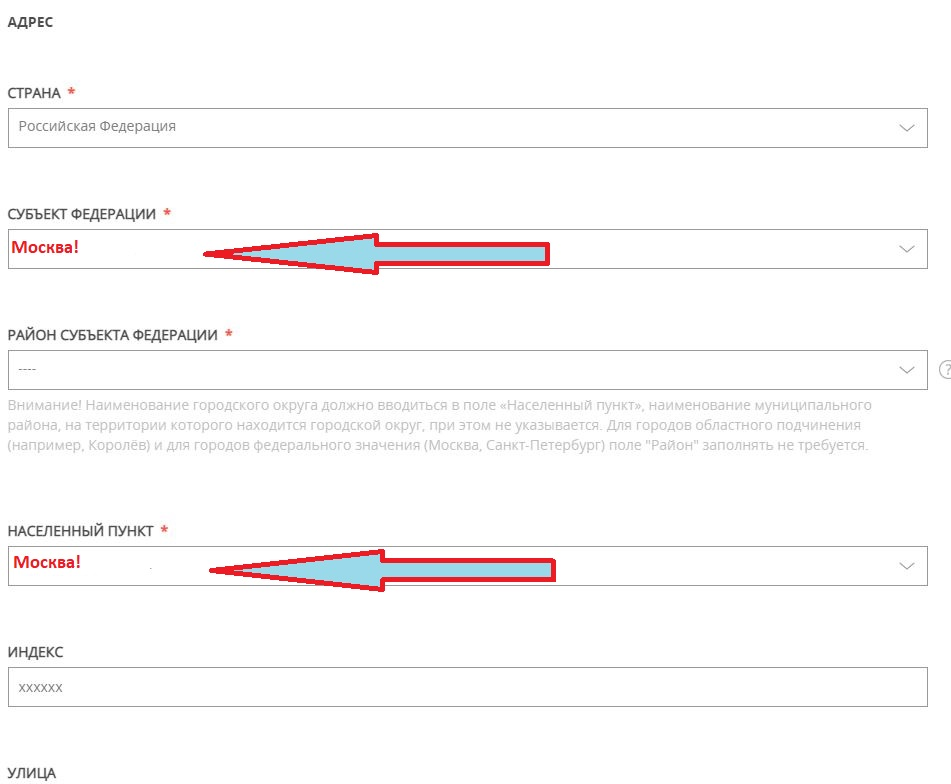 АДРЕС
СТРАНА *
Российская Федерация
СУБЪЕКТ ФЕДЕРАЦИИ *
Москва!
РАЙОН СУБЪЕКТА ФЕДЕРАЦИИ *
----
?
Внимание! Наименование городского округа должно вводиться в поле «Населенный пункт», наименование муниципального
района, на территории которого находится городской округ, при этом не указывается. Для городов областного подчинения
(например, Королёв) и для городов федерального значения (Москва, Санкт-Петербург) поле "Район" заполнять не требуется.
НАСЕЛЕННЫЙ ПУНКТ *
Москва!
ИНДЕКС
xxxxxx
УЛИЦА